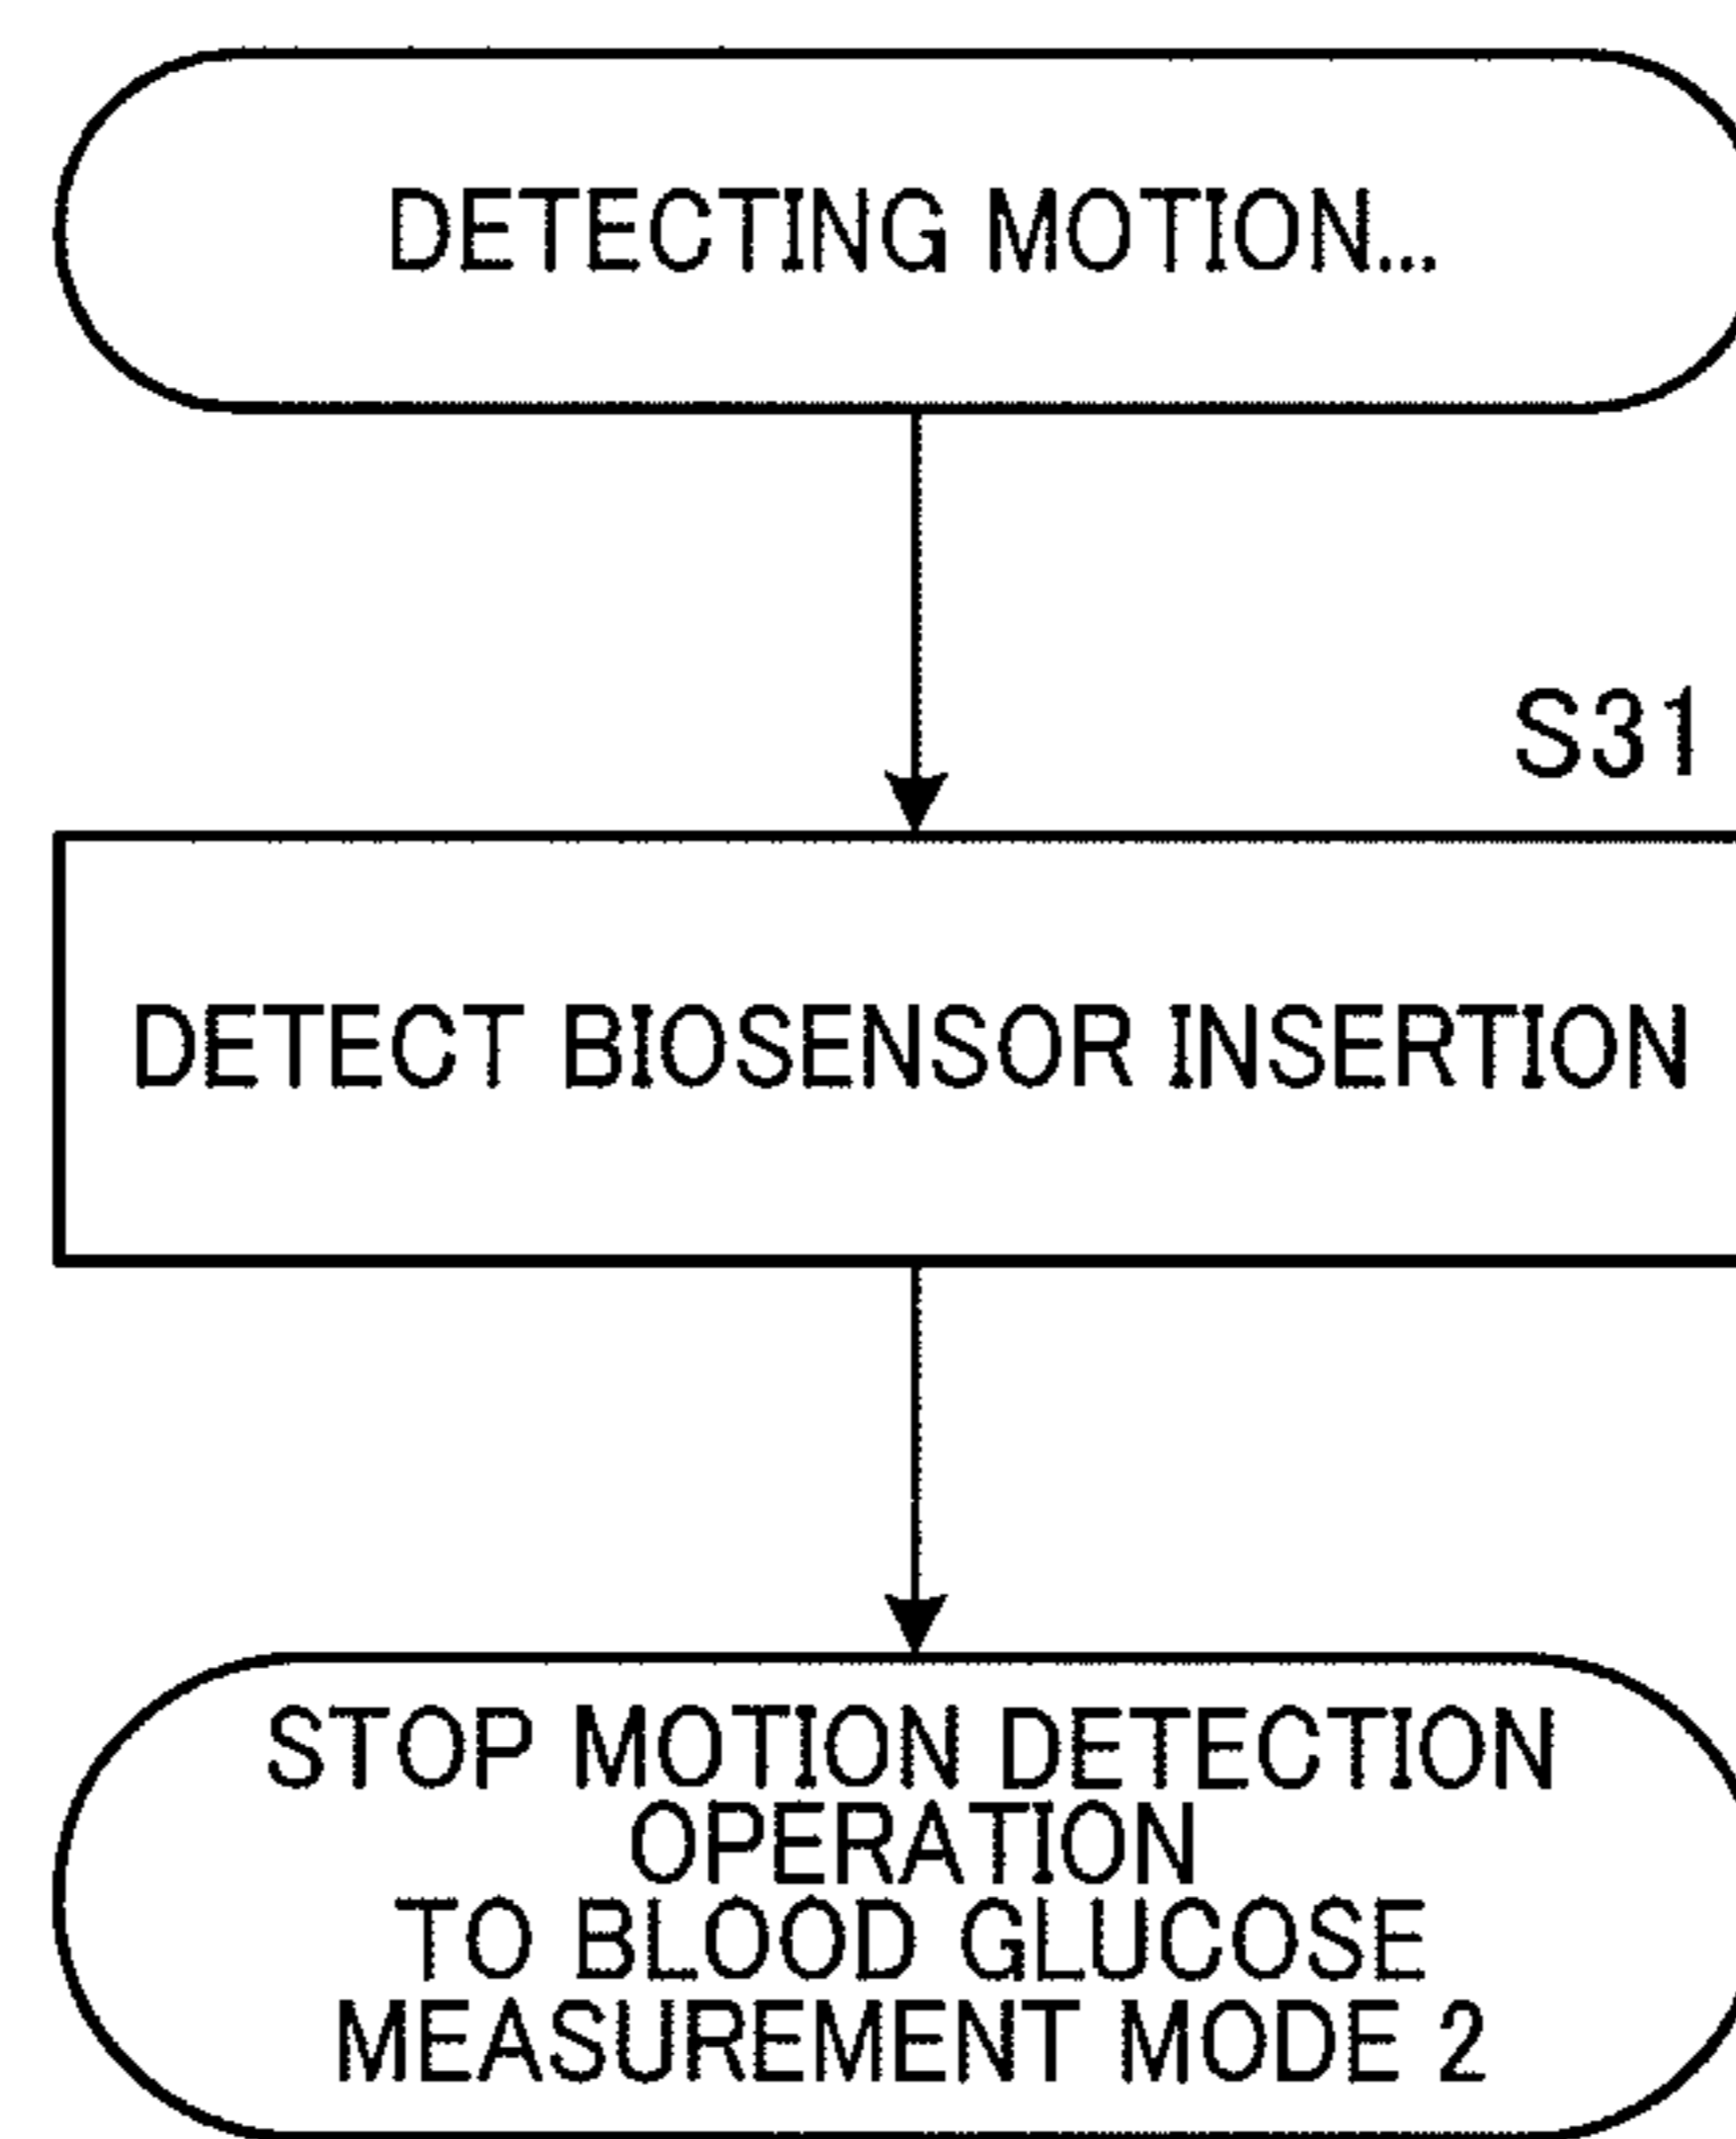 DETECTING MOTION...
S31
DETECT BIOSENSOR INSERTION
STOP MOTION DETECTION
OPERATION
TO BLOOD GLUCOSE
MEASUREMENT MODE 2